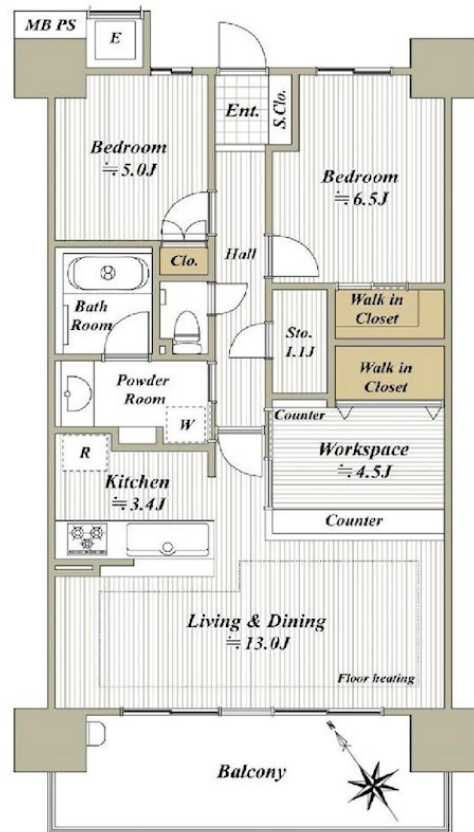 MB PS
E
Ent.
S.Clo.
Bedroom
≒5.0J
Bedroom
≒6.5J
Hall
Clo.
Bath
Room
Sto.
1.1J
Walk in
Closet
Walk in
Closet
Powder
Room
W
Counter
Workspace
≒4.5J
R
Kitchen
≒3.4J
Counter
Living & Dining
≒13.0J
Floor heating
Balcony